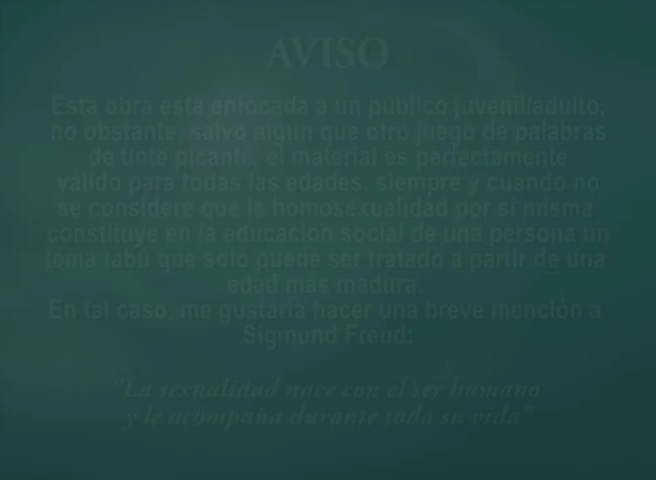 AVISO
Esta obra está enfocada a un público juvenil/adulto,
no obstante, salvo algún que otro juego de palabras
de tinte picante, el material es perfectamente
valido para todas las edades, siempre y cuando no
se considere que la homosexualidad por si misma
constituye en la educacion social de una persona un
tema tabú que solo puede ser tratado a partir de una
edad más madura.
En tal caso, me gustaría hacer una breve mención a
Sigmund Freud:
"La sexualidad nace con el ser humano
y le acompaña durante toda su vida"